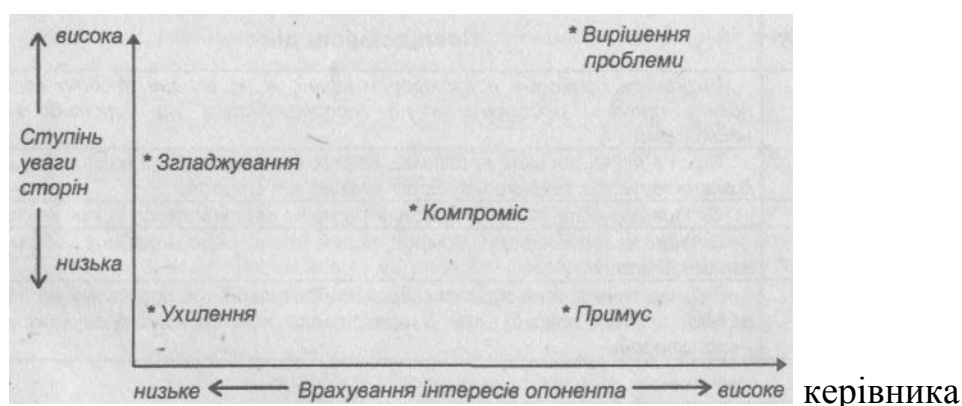 висока
* Вирішення
проблеми
Ступінь
уваги
сторін
* Згладжування
* Компроміс
низька
* Ухилення
* Примус
низьке
Врахування інтересів опонента
високе
керівника